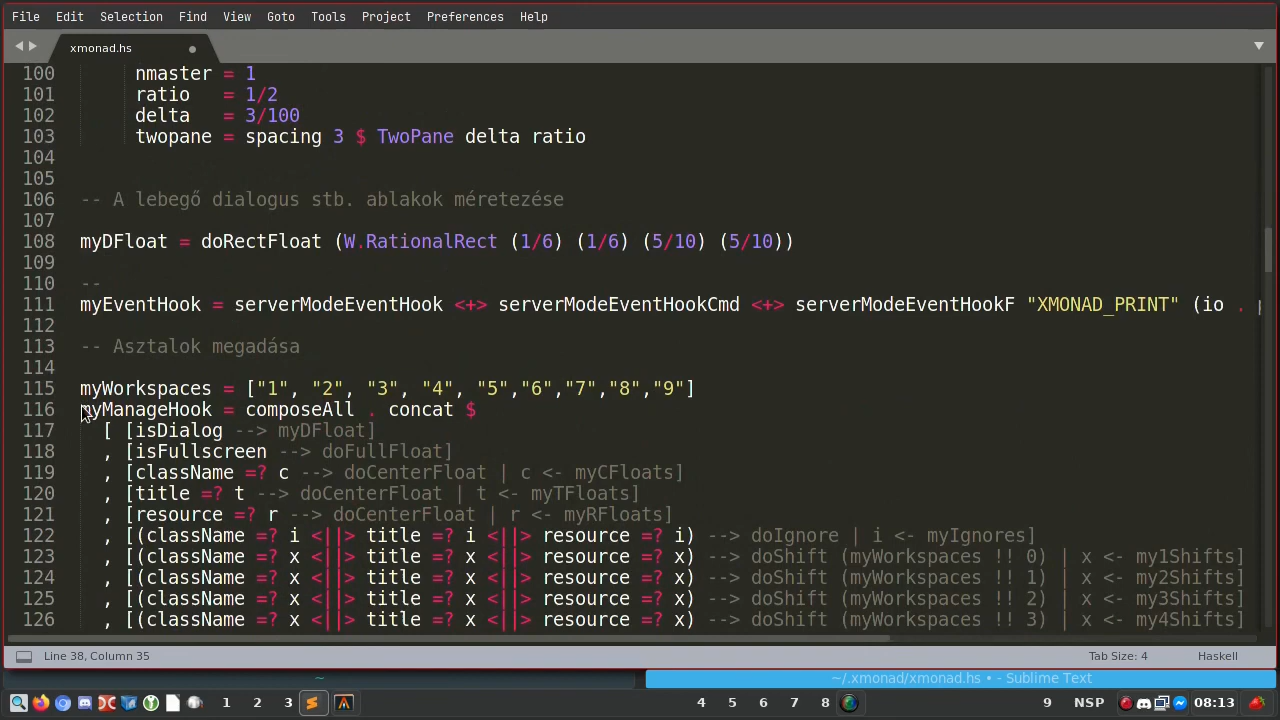 File Edit Selection Find View Goto Tools Project Preferences Help
xmonad.hs
100 nmaster = 1
101 ratio   = 1/2
102 delta   = 3/100
103 twopane = spacing 3 $ TwoPane delta ratio
104
105
106 -- A lebegő dialogus stb. ablakok méretezése
107
108 myDFloat = doRectFloat (W.RationalRect (1/6) (1/6) (5/10) (5/10))
109
110 --
111 myEventHook = serverModeEventHook <+> serverModeEventHookCmd <+> serverModeEventHookF "XMONAD_PRINT" (io .
112
113 -- Asztalok megadása
114
115 myWorkspaces = ["1", "2", "3", "4", "5","6","7","8","9"]
116 myManageHook = composeAll . concat $
117   [ [isDialog --> myDFloat]
118   , [isFullscreen --> doFullFloat]
119   , [className =? c --> doCenterFloat | c <- myCFloats]
120   , [title =? t --> doCenterFloat | t <- myTFloats]
121   , [resource =? r --> doCenterFloat | r <- myRFloats]
122   , [(className =? i <||> title =? i <||> resource =? i) --> doIgnore | i <- myIgnores]
123   , [(className =? x <||> title =? x <||> resource =? x) --> doShift (myWorkspaces !! 0) | x <- my1Shifts]
124   , [(className =? x <||> title =? x <||> resource =? x) --> doShift (myWorkspaces !! 1) | x <- my2Shifts]
125   , [(className =? x <||> title =? x <||> resource =? x) --> doShift (myWorkspaces !! 2) | x <- my3Shifts]
126   , [(className =? x <||> title =? x <||> resource =? x) --> doShift (myWorkspaces !! 3) | x <- my4Shifts]
Line 38, Column 35 Tab Size: 4 Haskell
~ ~/.xmonad/xmonad.hs • - Sublime Text
1 2 3 4 5 6 7 8 9 NSP 08:13